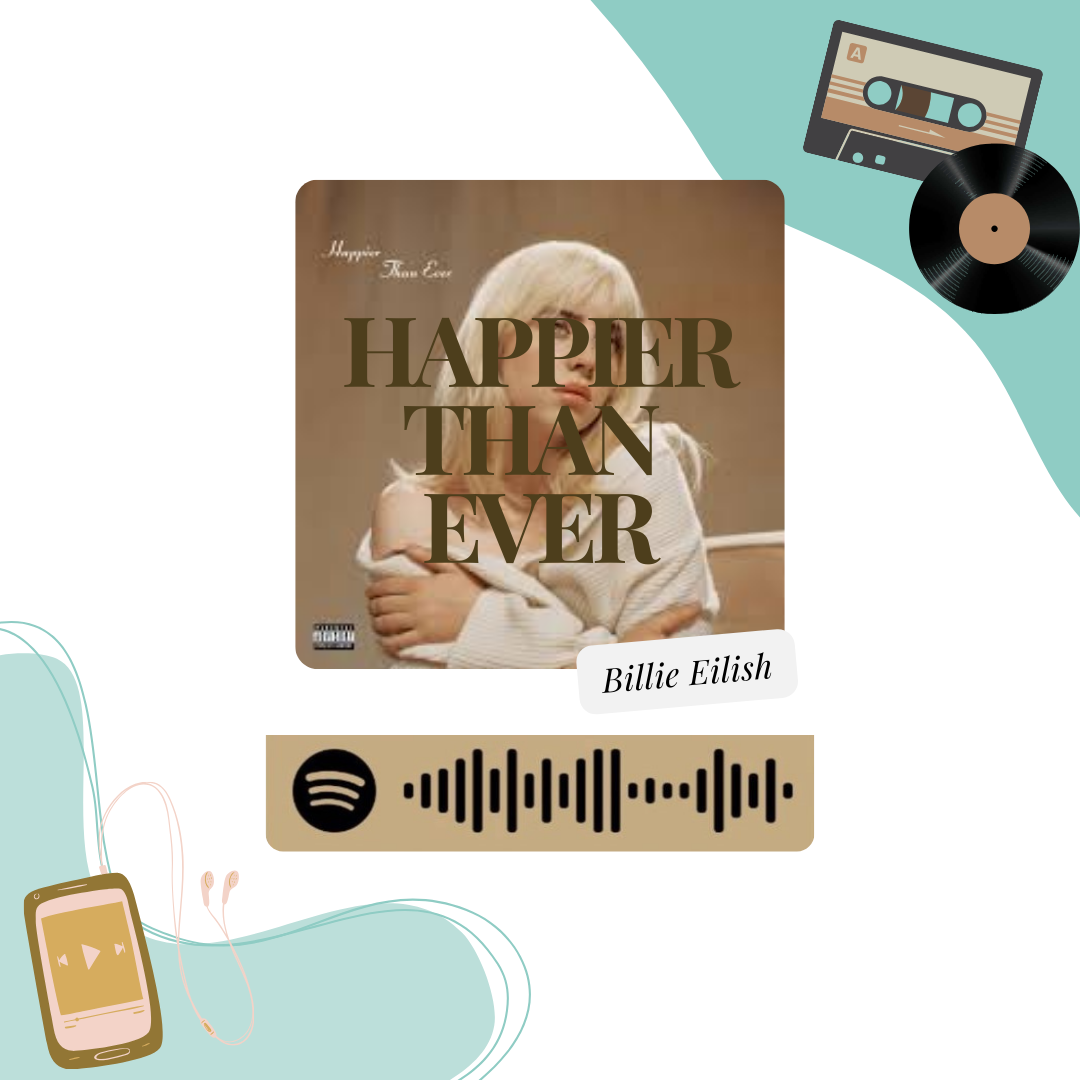 A
Happier
Than Ever
HAPPIER
THAN
EVER
Billie Eilish